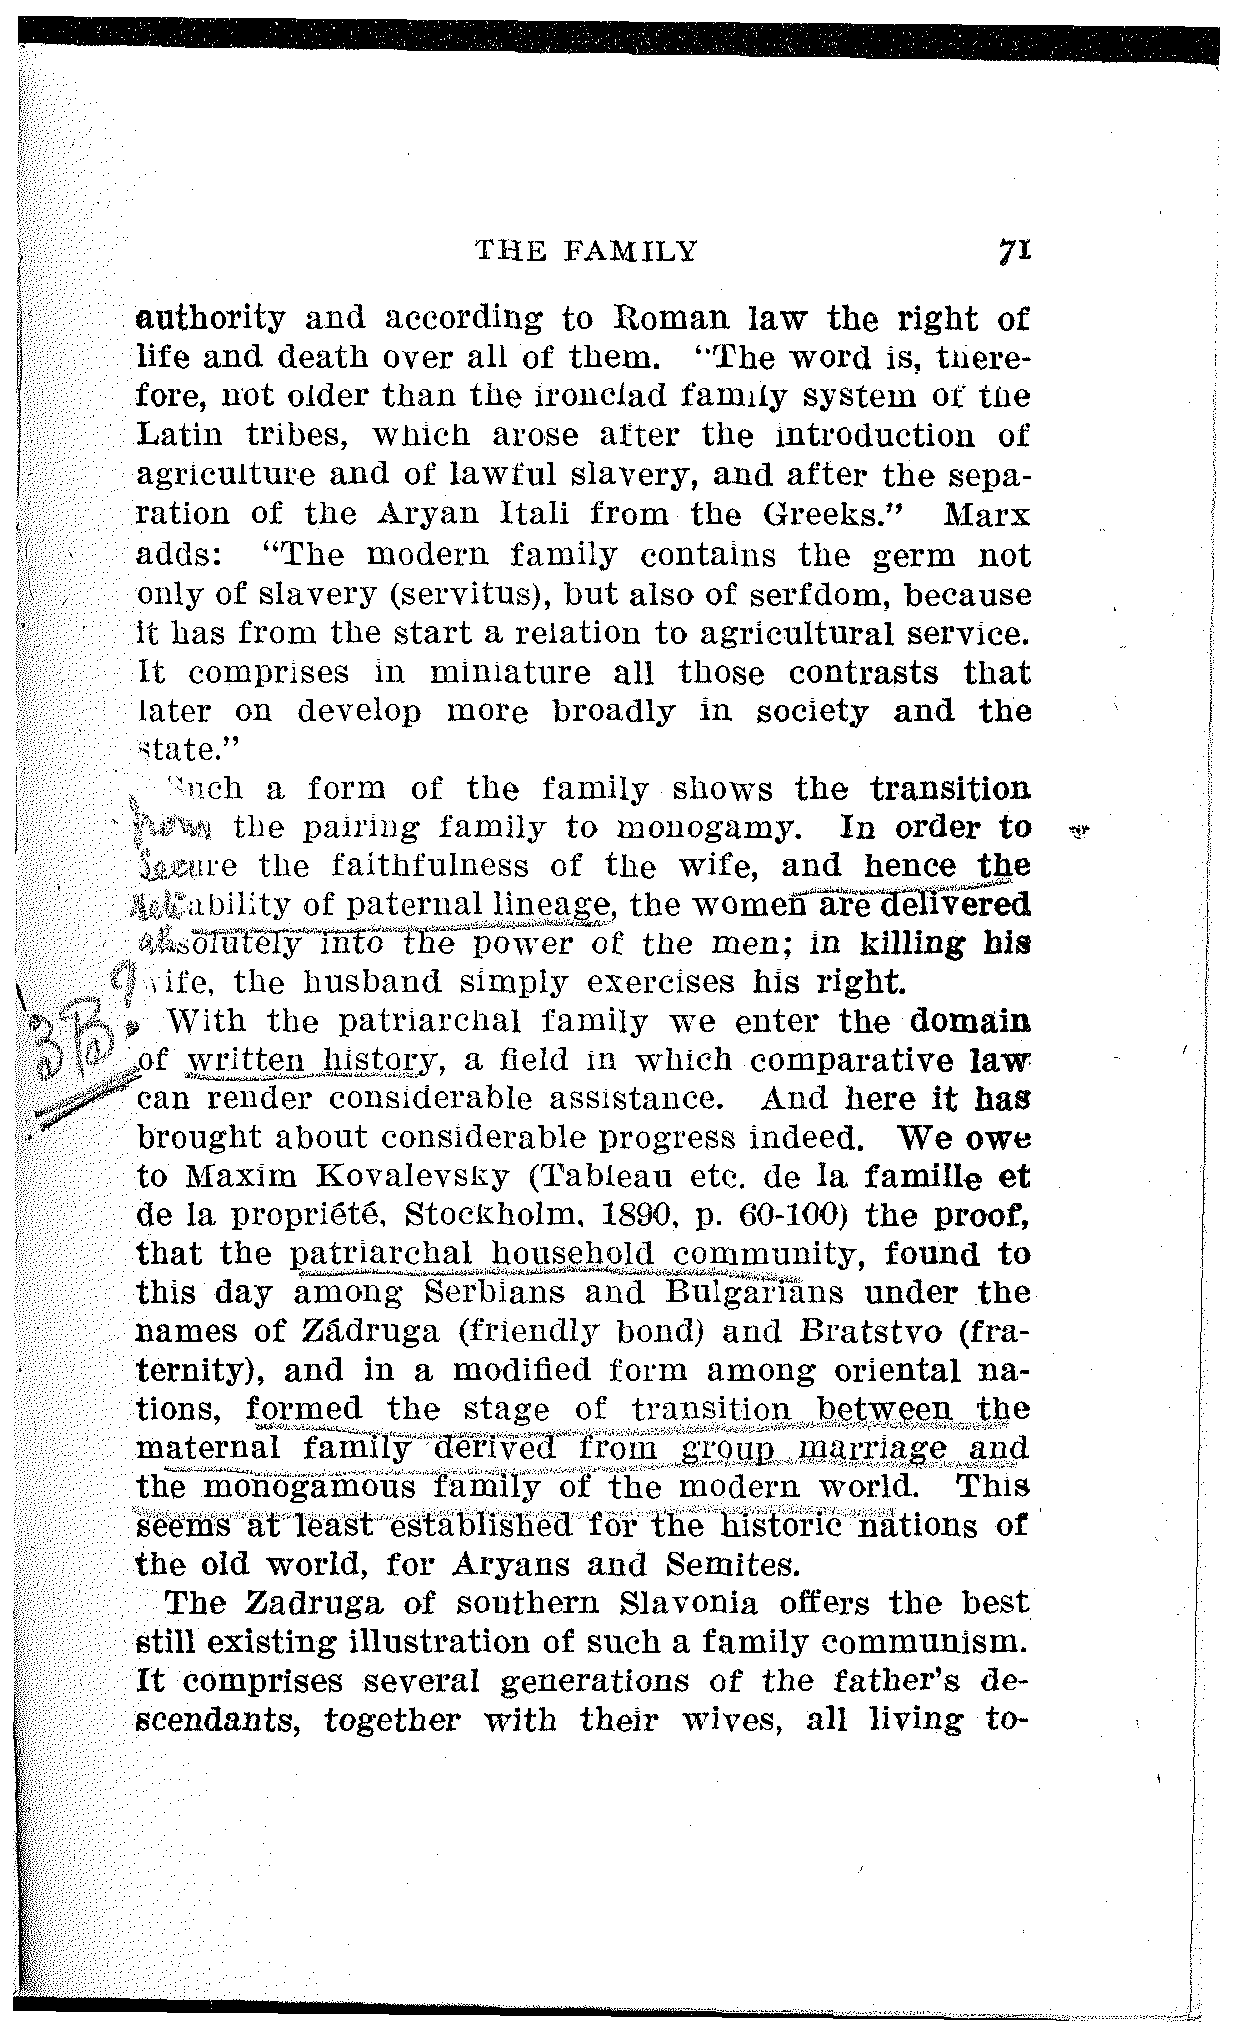 THE FAMILY 71
authority and according to Roman law the right of
life and death over all of them. "The word is, there-
fore, not older than the ironclad family system of the
Latin tribes, which arose after the introduction of
agriculture and of lawful slavery, and after the sepa-
ration of the Aryan Itali from the Greeks." Marx
adds: "The modern family contains the germ not
only of slavery (servitus), but also of serfdom, because
it has from the start a relation to agricultural service.
It comprises in miniature all those contrasts that
later on develop more broadly in society and the
state."
Such a form of the family shows the transition
from the pairing family to monogamy. In order to
secure the faithfulness of the wife, and hence the
reliability of paternal lineage, the women are delivered
absolutely into the power of the men; in killing his
wife, the husband simply exercises his right.
3B. With the patriarchal family we enter the domain
of written history, a field in which comparative law
can render considerable assistance. And here it has
brought about considerable progress indeed. We owe
to Maxim Kovalevsky (Tableau etc. de la famille et
de la propriété, Stockholm, 1890, p. 60-100) the proof,
that the patriarchal household community, found to
this day among Serbians and Bulgarians under the
names of Zádruga (friendly bond) and Bratstvo (fra-
ternity), and in a modified form among oriental na-
tions, formed the stage of transition between the
maternal family derived from group marriage and
the monogamous family of the modern world. This
seems at least established for the historic nations of
the old world, for Aryans and Semites.
The Zadruga of southern Slavonia offers the best
still existing illustration of such a family communism.
It comprises several generations of the father's de-
scendants, together with their wives, all living to-